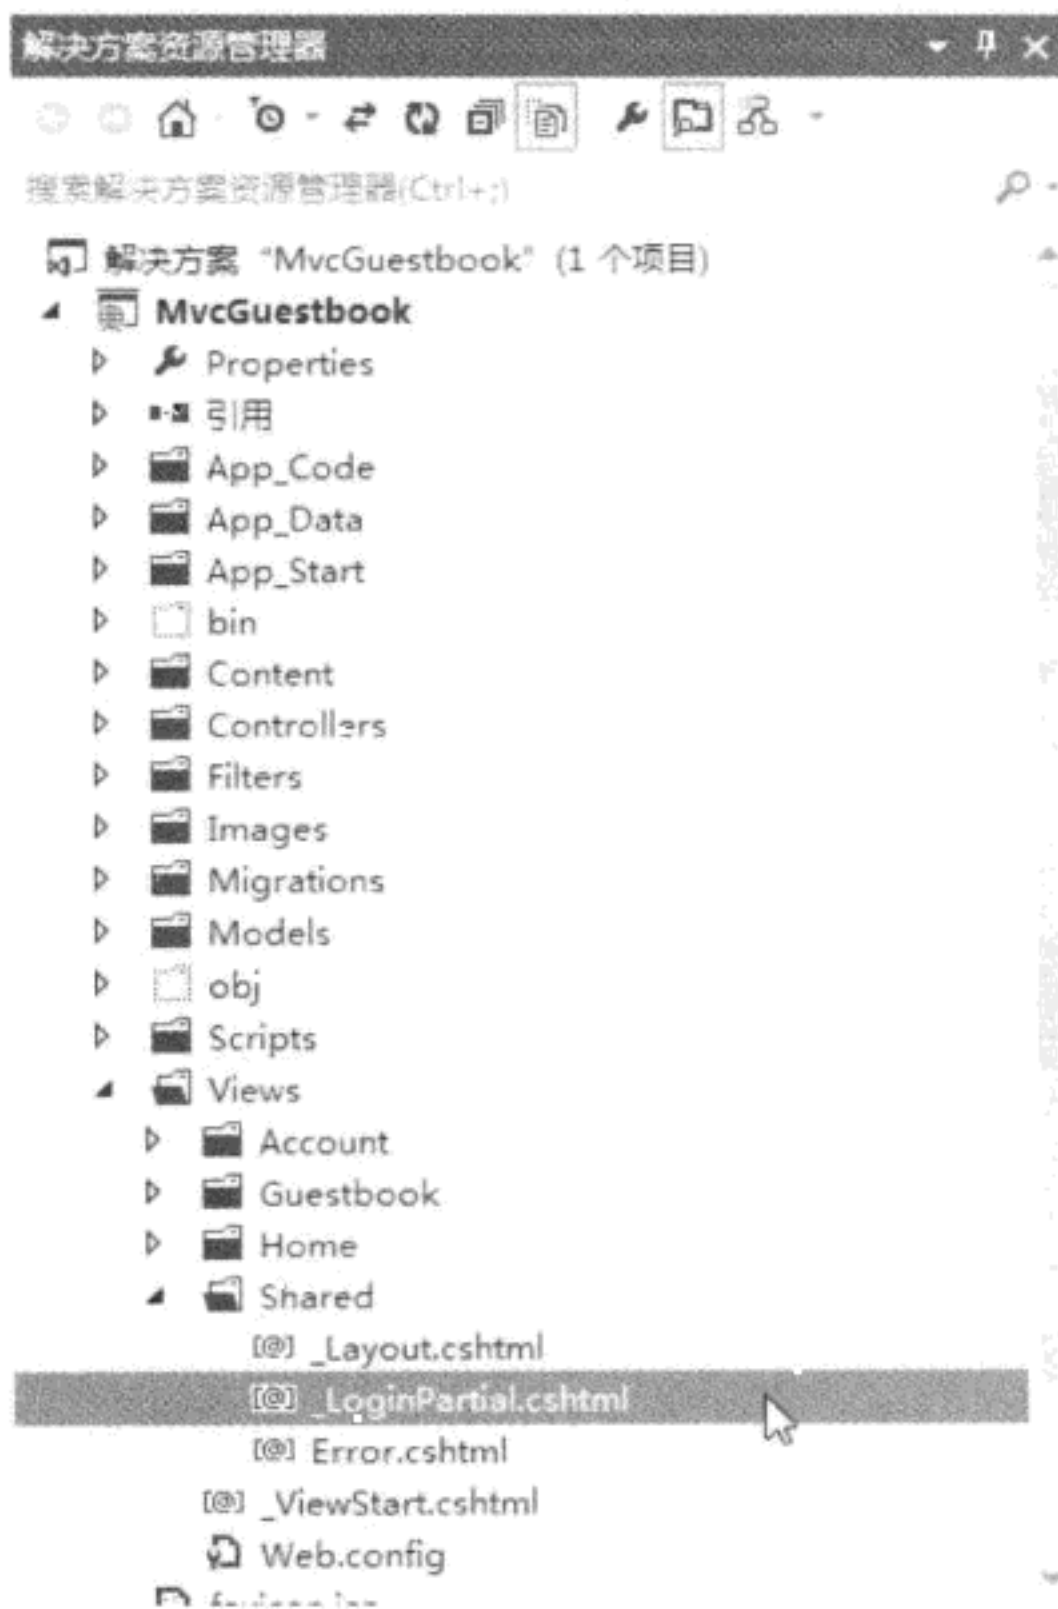 解决方案资源管理器
搜索解决方案资源管理器(Ctrl+;)
解决方案 "MvcGuestbook" (1 个项目)
MvcGuestbook
Properties
引用
App_Code
App_Data
App_Start
bin
Content
Controllers
Filters
Images
Migrations
Models
obj
Scripts
Views
Account
Guestbook
Home
Shared
[@] _Layout.cshtml
[@] _LoginPartial.cshtml
[@] Error.cshtml
[@] _ViewStart.cshtml
Web.config